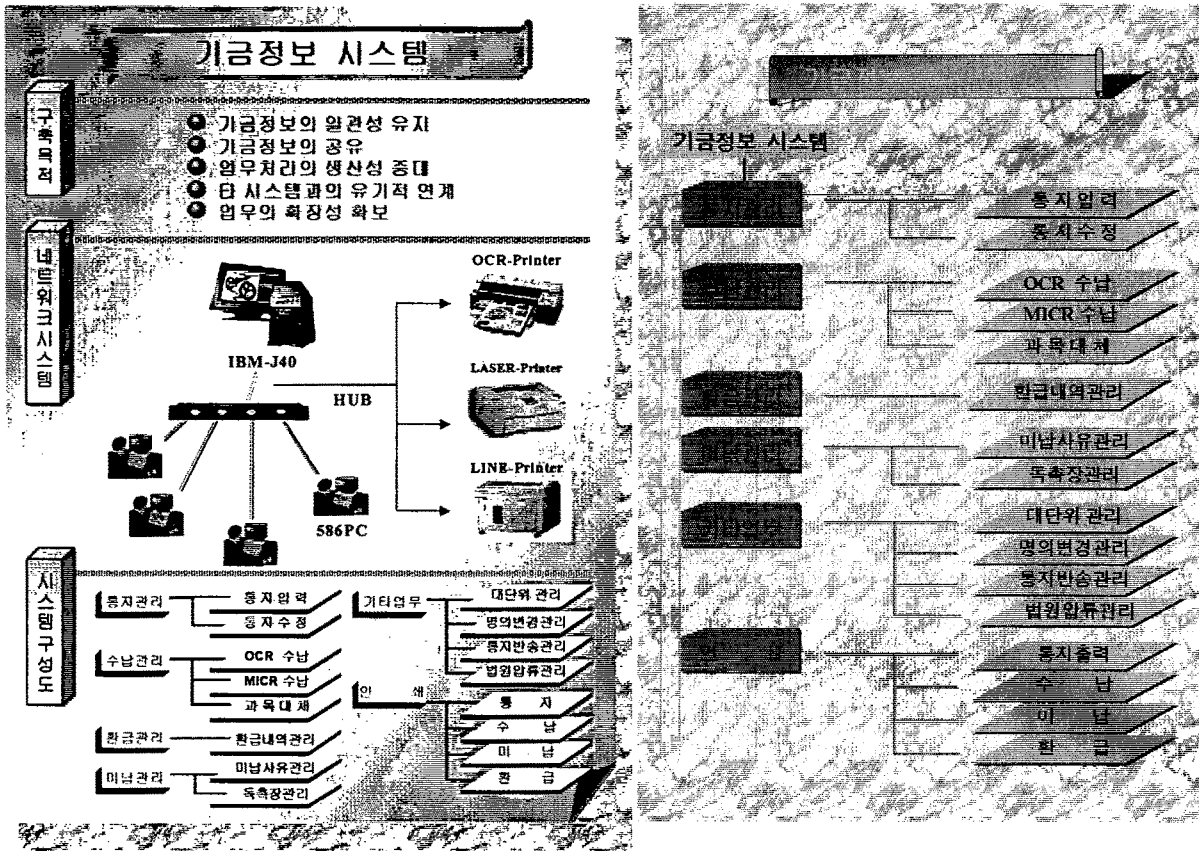 기금정보 시스템
구축목적
기금정보의 일관성 유지
기금정보의 공유
업무처리의 생산성 증대
타 시스템과의 유기적 연계
업무의 확장성 확보
네트워크시스템
OCR-Printer
IBM-J40
LASER-Printer
HUB
LINE-Printer
586PC
시스템구성도
통지관리
통지입력
통지수정
수납관리
OCR 수납
MICR 수납
과목대체
환급관리
환급내역관리
미납관리
미납사유관리
독촉장관리
기타업무
대단위 관리
명의변경관리
통지반송관리
법원압류관리
인 쇄
통 지
수 납
미 납
환 급
기금정보 시스템
통지관리
통지입력
통지수정
OCR 수납
MICR 수납
과목대체
환급내역관리
미납사유관리
독촉장관리
대단위 관리
명의변경관리
통지반송관리
법원압류관리
통지출력
수 납
미 납
환 급